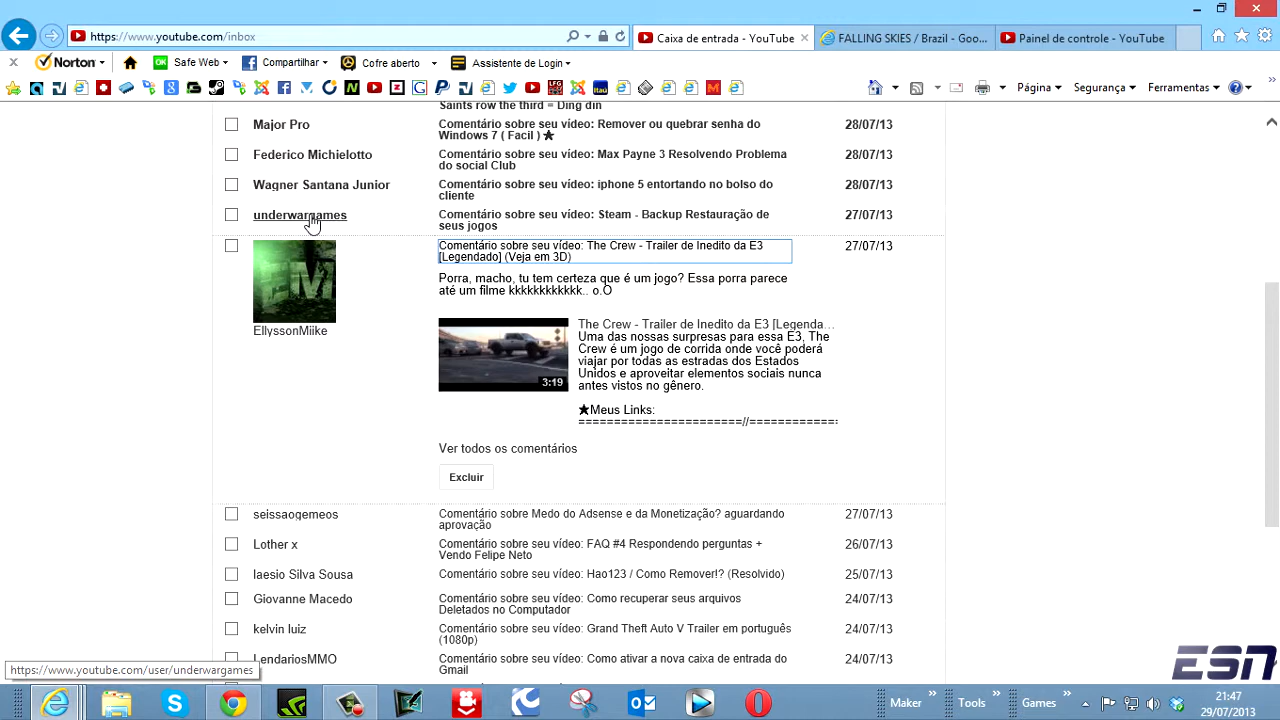 https://www.youtube.com/inbox
Caixa de entrada - YouTube
FALLING SKIES / Brazil - Goo...
Painel de controle - YouTube
x Norton
OK Safe Web
Compartilhar
Cofre aberto
Assistente de Login
Página
Segurança
Ferramentas
Saints row the third = Ding din
Major Pro
Comentário sobre seu vídeo: Remover ou quebrar senha do
Windows 7 ( Facil ) ★
28/07/13
Federico Michielotto
Comentário sobre seu vídeo: Max Payne 3 Resolvendo Problema
do social Club
28/07/13
Wagner Santana Junior
Comentário sobre seu vídeo: iphone 5 entortando no bolso do
cliente
28/07/13
underwargames
Comentário sobre seu vídeo: Steam - Backup Restauração de
seus jogos
27/07/13
Comentário sobre seu vídeo: The Crew - Trailer de Inedito da E3
[Legendado] (Veja em 3D)
27/07/13
Porra, macho, tu tem certeza que é um jogo? Essa porra parece
até um filme kkkkkkkkkkk.. o.O
EllyssonMiike
The Crew - Trailer de Inedito da E3 [Legenda...
Uma das nossas surpresas para essa E3, The
Crew é um jogo de corrida onde você poderá
viajar por todas as estradas dos Estados
Unidos e aproveitar elementos sociais nunca
antes vistos no gênero.
3:19
★Meus Links:
=======================//============:
Ver todos os comentários
Excluir
seissaogemeos
Comentário sobre Medo do Adsense e da Monetização? aguardando
aprovação
27/07/13
Lother x
Comentário sobre seu vídeo: FAQ #4 Respondendo perguntas +
Vendo Felipe Neto
26/07/13
laesio Silva Sousa
Comentário sobre seu vídeo: Hao123 / Como Remover!? (Resolvido)
25/07/13
Giovanne Macedo
Comentário sobre seu vídeo: Como recuperar seus arquivos
Deletados no Computador
24/07/13
kelvin luiz
Comentário sobre seu vídeo: Grand Theft Auto V Trailer em português
(1080p)
24/07/13
LendariosMMO
Comentário sobre seu vídeo: Como ativar a nova caixa de entrada do
Gmail
24/07/13
https://www.youtube.com/user/underwargames
ESN
Maker
Tools
Games
21:47
29/07/2013